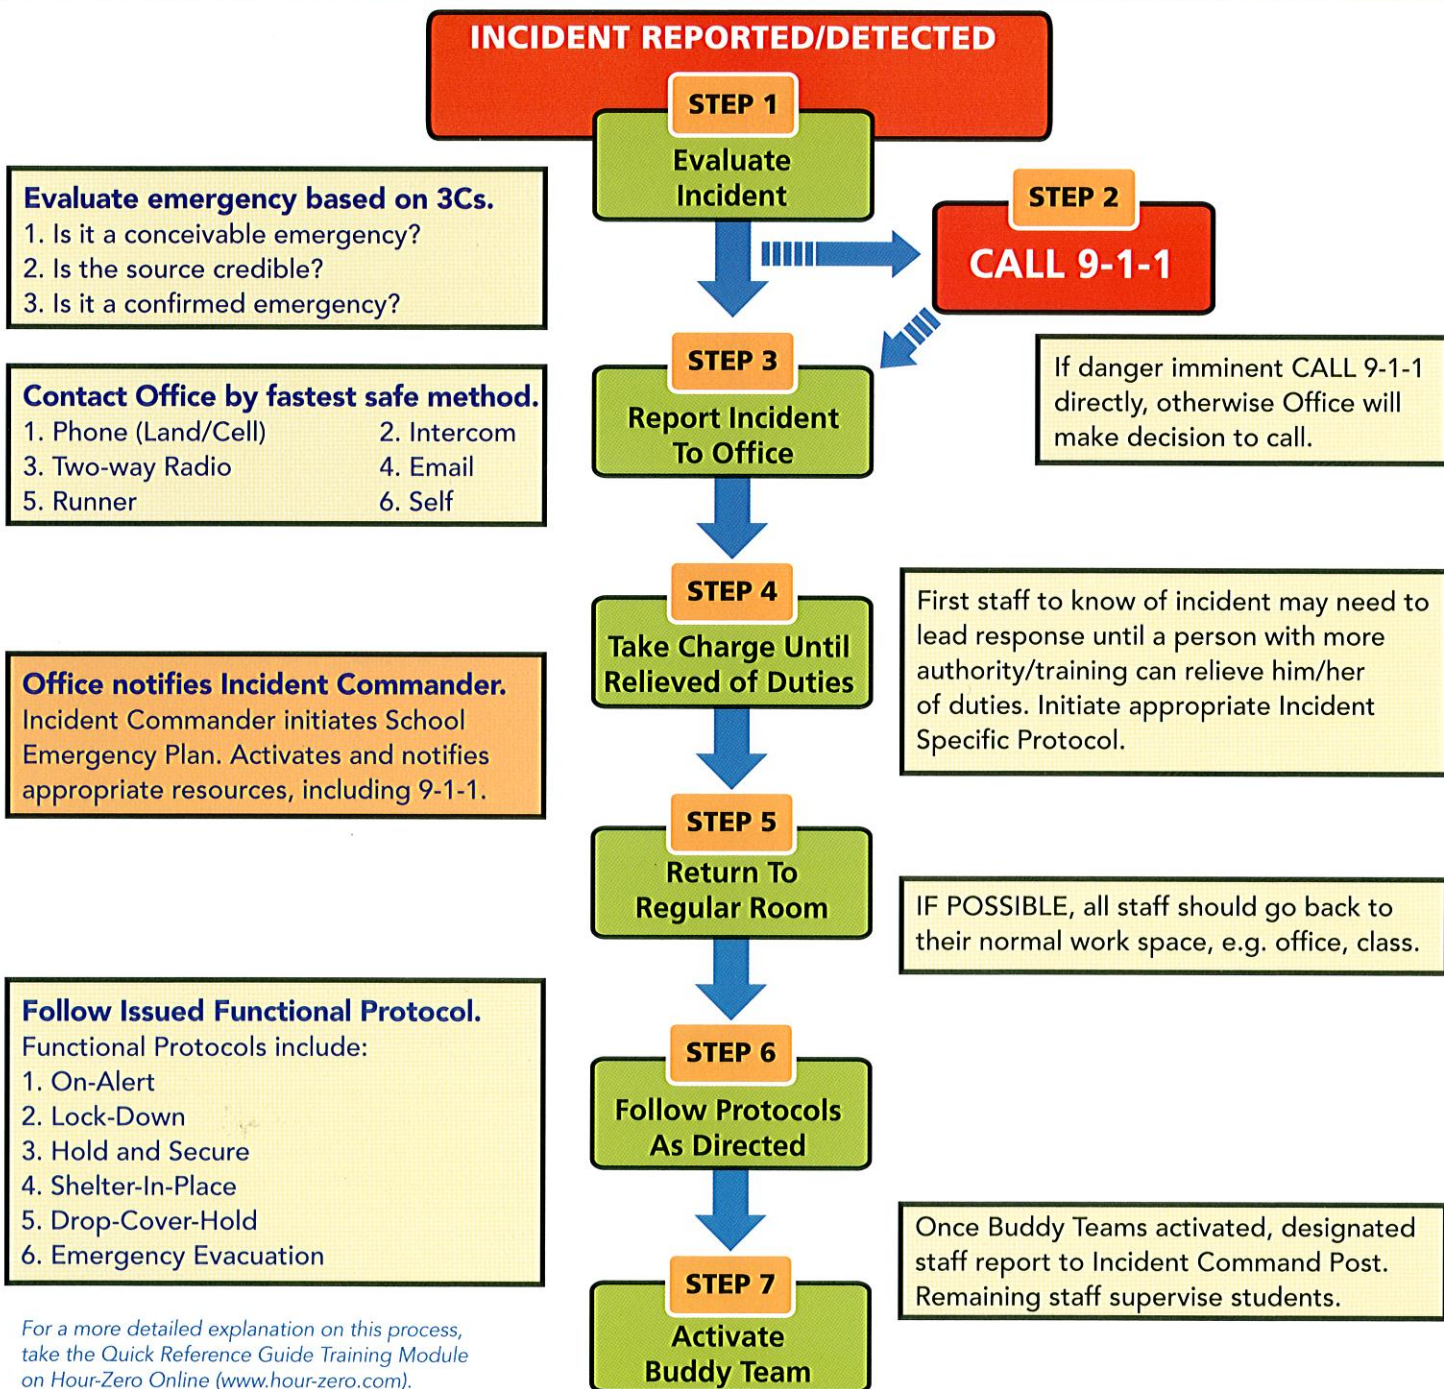 INCIDENT REPORTED/DETECTED
STEP 1
Evaluate
Incident
Evaluate emergency based on 3Cs.
1. Is it a conceivable emergency?
2. Is the source credible?
3. Is it a confirmed emergency?
STEP 2
CALL 9-1-1
If danger imminent CALL 9-1-1
directly, otherwise Office will
make decision to call.
STEP 3
Report Incident
To Office
Contact Office by fastest safe method.
1. Phone (Land/Cell) 2. Intercom
3. Two-way Radio 4. Email
5. Runner 6. Self
STEP 4
Take Charge Until
Relieved of Duties
First staff to know of incident may need to
lead response until a person with more
authority/training can relieve him/her
of duties. Initiate appropriate Incident
Specific Protocol.
Office notifies Incident Commander.
Incident Commander initiates School
Emergency Plan. Activates and notifies
appropriate resources, including 9-1-1.
STEP 5
Return To
Regular Room
IF POSSIBLE, all staff should go back to
their normal work space, e.g. office, class.
STEP 6
Follow Protocols
As Directed
Follow Issued Functional Protocol.
Functional Protocols include:
1. On-Alert
2. Lock-Down
3. Hold and Secure
4. Shelter-In-Place
5. Drop-Cover-Hold
6. Emergency Evacuation
STEP 7
Activate
Buddy Team
Once Buddy Teams activated, designated
staff report to Incident Command Post.
Remaining staff supervise students.
For a more detailed explanation on this process,
take the Quick Reference Guide Training Module
on Hour-Zero Online (www.hour-zero.com).